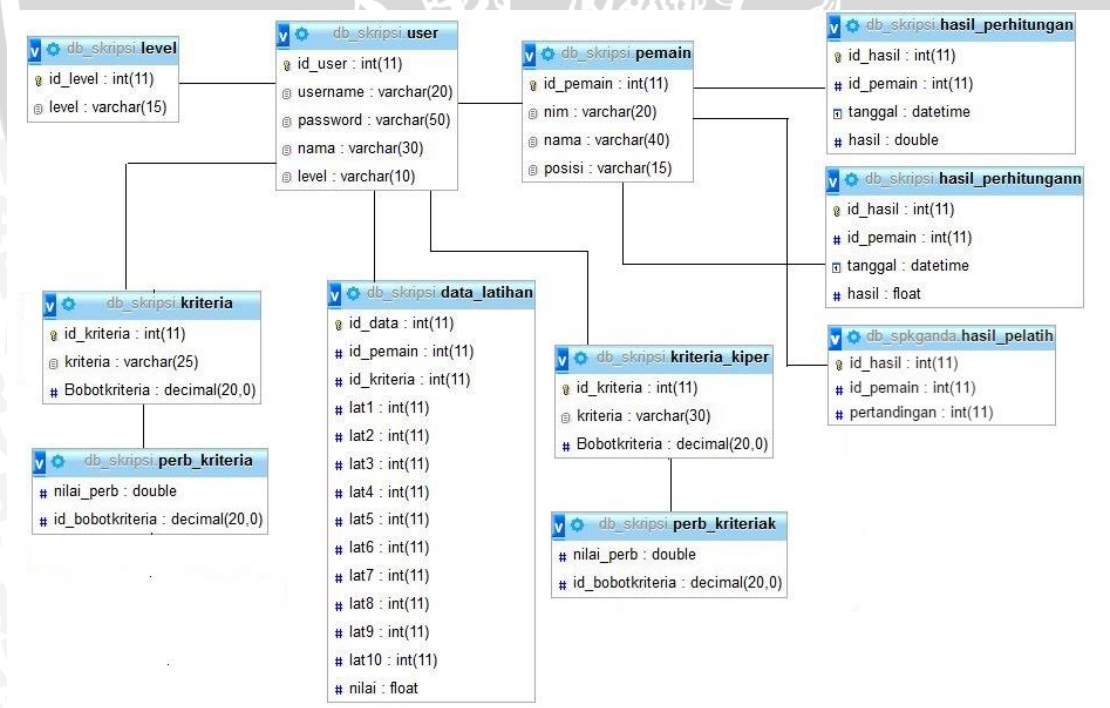 db_skripsi.level
id_level : int(11)
level : varchar(15)
db_skripsi.user
id_user : int(11)
username : varchar(20)
password : varchar(50)
nama : varchar(30)
level : varchar(10)
db_skripsi.pemain
id_pemain : int(11)
nim : varchar(20)
nama : varchar(40)
posisi : varchar(15)
db_skripsi.hasil_perhitungan
id_hasil : int(11)
# id_pemain : int(11)
tanggal : datetime
# hasil : double
db_skripsi.hasil_perhitungann
id_hasil : int(11)
# id_pemain : int(11)
tanggal : datetime
# hasil : float
db_spkganda.hasil_pelatih
id_hasil : int(11)
# id_pemain : int(11)
# pertandingan : int(11)
db_skripsi.kriteria
id_kriteria : int(11)
kriteria : varchar(25)
# Bobotkriteria : decimal(20,0)
db_skripsi.perb_kriteria
# nilai_perb : double
# id_bobotkriteria : decimal(20,0)
db_skripsi.data_latihan
id_data : int(11)
# id_pemain : int(11)
# id_kriteria : int(11)
# lat1 : int(11)
# lat2 : int(11)
# lat3 : int(11)
# lat4 : int(11)
# lat5 : int(11)
# lat6 : int(11)
# lat7 : int(11)
# lat8 : int(11)
# lat9 : int(11)
# lat10 : int(11)
# nilai : float
db_skripsi.kriteria_kiper
id_kriteria : int(11)
kriteria : varchar(30)
# Bobotkriteria : decimal(20,0)
db_skripsi.perb_kriteriak
# nilai_perb : double
# id_bobotkriteria : decimal(20,0)